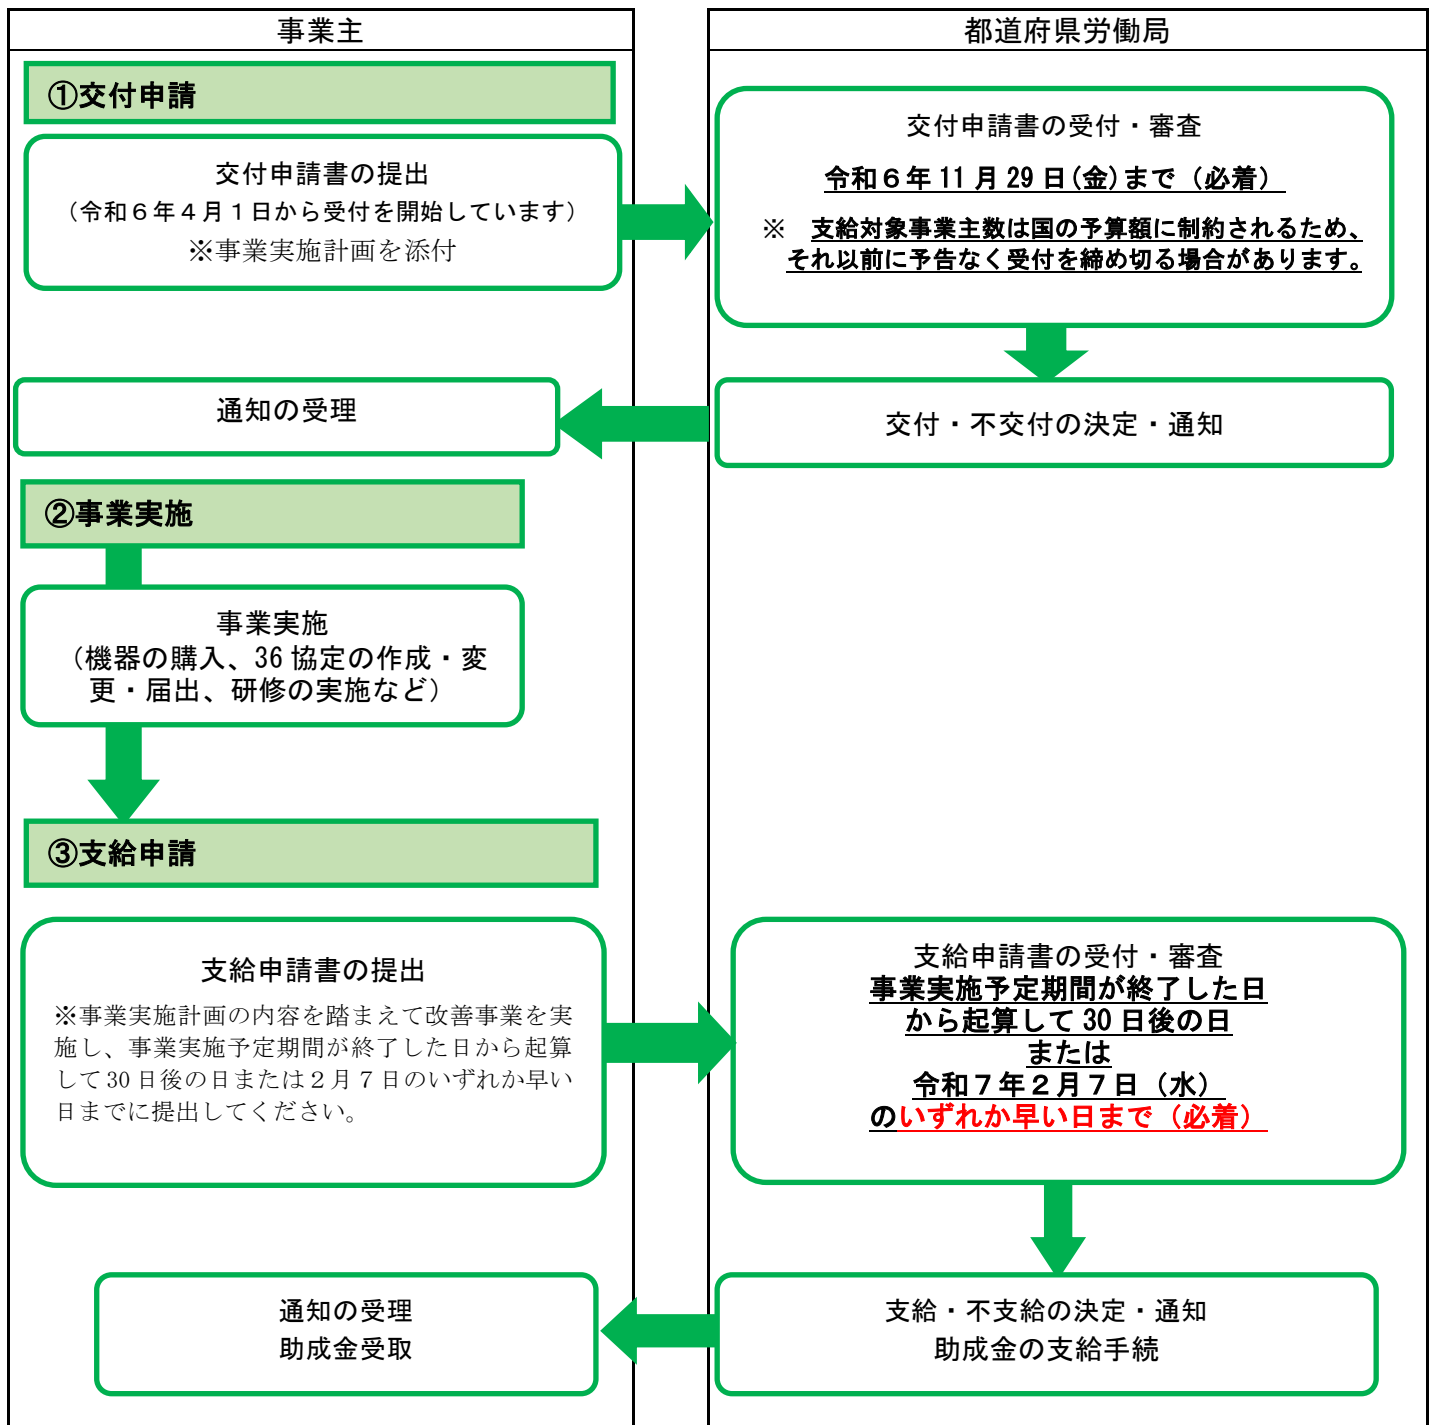 事業主
都道府県労働局
①交付申請
交付申請書の提出
（令和６年４月１日から受付を開始しています）
※事業実施計画を添付
交付申請書の受付・審査
令和６年11月29日(金)まで（必着）
※　支給対象事業主数は国の予算額に制約されるため、
それ以前に予告なく受付を締め切る場合があります。
通知の受理
交付・不交付の決定・通知
②事業実施
事業実施
（機器の購入、36協定の作成・変
更・届出、研修の実施など）
③支給申請
支給申請書の提出
※事業実施計画の内容を踏まえて改善事業を実
施し、事業実施予定期間が終了した日から起算
して30日後の日または２月７日のいずれか早い
日までに提出してください。
支給申請書の受付・審査
事業実施予定期間が終了した日
から起算して30日後の日
または
令和７年２月７日（水）
のいずれか早い日まで（必着）
通知の受理
助成金受取
支給・不支給の決定・通知
助成金の支給手続